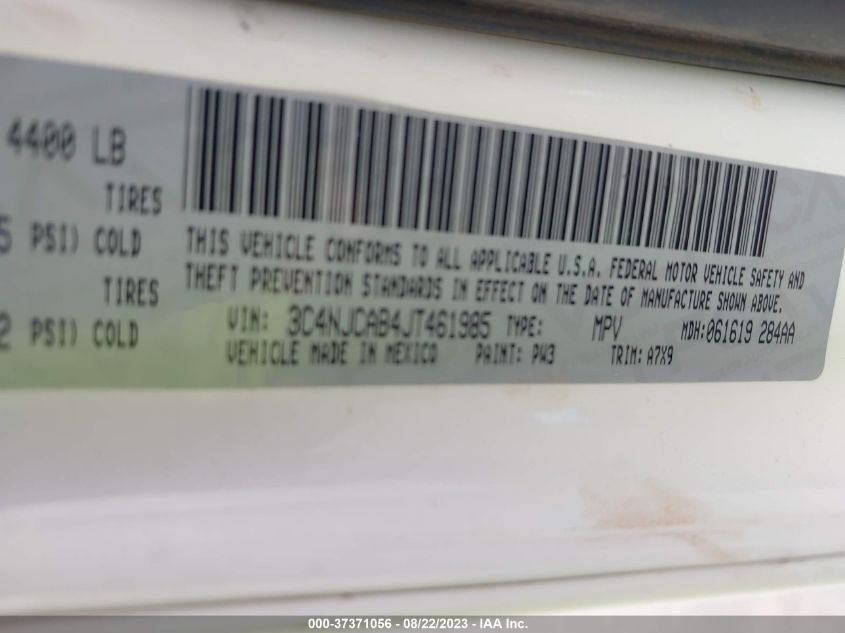 4400 LB
TIRES
5 PSI) COLD
TIRES
2 PSI) COLD
THIS VEHICLE CONFORMS TO ALL APPLICABLE U.S.A. FEDERAL MOTOR VEHICLE SAFETY AND
THEFT PREVENTION STANDARDS IN EFFECT ON THE DATE OF MANUFACTURE SHOWN ABOVE.
VIN: 3C4NJCAB4JT461985 TYPE: MPV MDH:061619 284AA
VEHICLE MADE IN MEXICO PAINT: PW3 TRIM: A7X9
000-37371056 - 08/22/2023 - IAA Inc.